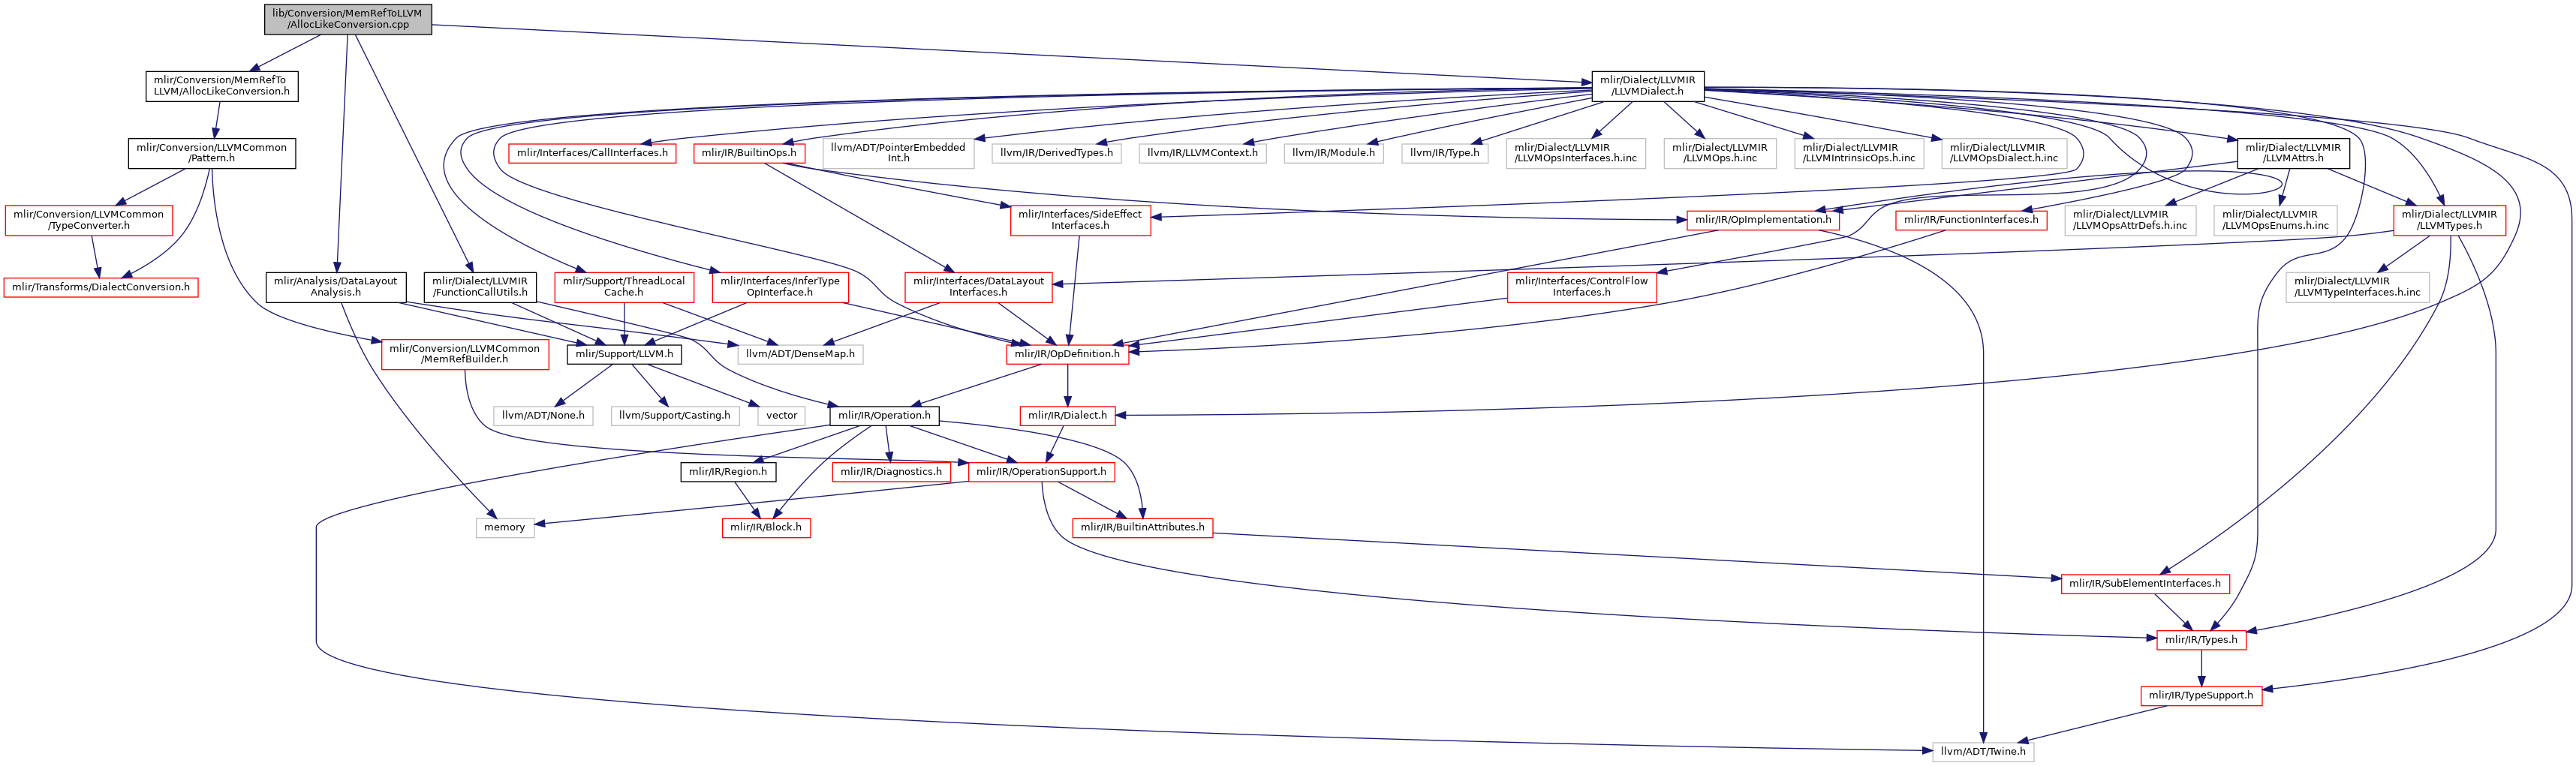 lib/Conversion/MemRefToLLVM
/AllocLikeConversion.cpp
mlir/Conversion/MemRefTo
LLVM/AllocLikeConversion.h
mlir/Dialect/LLVMIR
/LLVMDialect.h
mlir/Conversion/LLVMCommon
/Pattern.h
mlir/Interfaces/CallInterfaces.h
mlir/IR/BuiltinOps.h
llvm/ADT/PointerEmbedded
Int.h
llvm/IR/DerivedTypes.h
llvm/IR/LLVMContext.h
llvm/IR/Module.h
llvm/IR/Type.h
mlir/Dialect/LLVMIR
/LLVMOpsInterfaces.h.inc
mlir/Dialect/LLVMIR
/LLVMOps.h.inc
mlir/Dialect/LLVMIR
/LLVMIntrinsicOps.h.inc
mlir/Dialect/LLVMIR
/LLVMOpsDialect.h.inc
mlir/Dialect/LLVMIR
/LLVMAttrs.h
mlir/Conversion/LLVMCommon
/TypeConverter.h
mlir/Interfaces/SideEffect
Interfaces.h
mlir/IR/OpImplementation.h
mlir/IR/FunctionInterfaces.h
mlir/Dialect/LLVMIR
/LLVMOpsAttrDefs.h.inc
mlir/Dialect/LLVMIR
/LLVMOpsEnums.h.inc
mlir/Dialect/LLVMIR
/LLVMTypes.h
mlir/Transforms/DialectConversion.h
mlir/Analysis/DataLayout
Analysis.h
mlir/Dialect/LLVMIR
/FunctionCallUtils.h
mlir/Support/ThreadLocal
Cache.h
mlir/Interfaces/InferType
OpInterface.h
mlir/Interfaces/DataLayout
Interfaces.h
mlir/Interfaces/ControlFlow
Interfaces.h
mlir/Dialect/LLVMIR
/LLVMTypeInterfaces.h.inc
mlir/Conversion/LLVMCommon
/MemRefBuilder.h
mlir/Support/LLVM.h
llvm/ADT/DenseMap.h
mlir/IR/OpDefinition.h
llvm/ADT/None.h
llvm/Support/Casting.h
vector
mlir/IR/Operation.h
mlir/IR/Dialect.h
mlir/IR/Region.h
mlir/IR/Diagnostics.h
mlir/IR/OperationSupport.h
memory
mlir/IR/Block.h
mlir/IR/BuiltinAttributes.h
mlir/IR/SubElementInterfaces.h
mlir/IR/Types.h
mlir/IR/TypeSupport.h
llvm/ADT/Twine.h